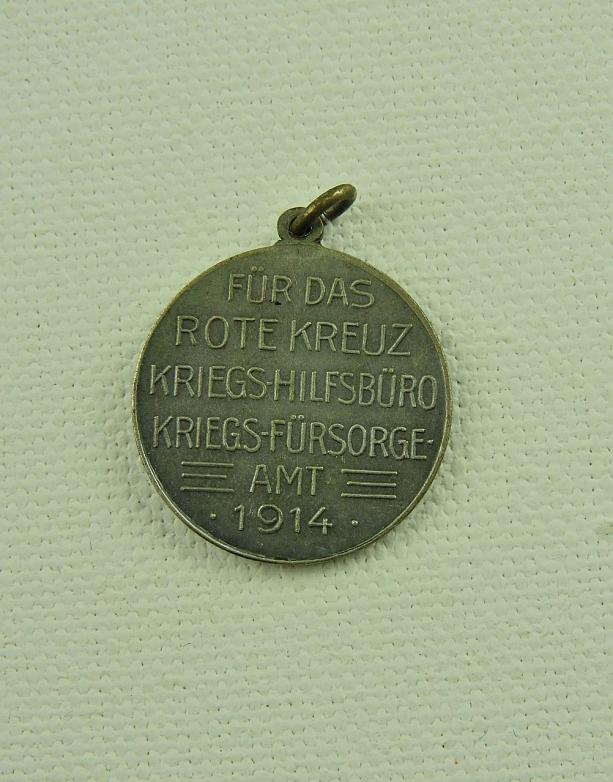 FÜR DAS
ROTE KREUZ
KRIEGS-HILFSBÜRO
KRIEGS-FÜRSORGE-
AMT
· 1914 ·